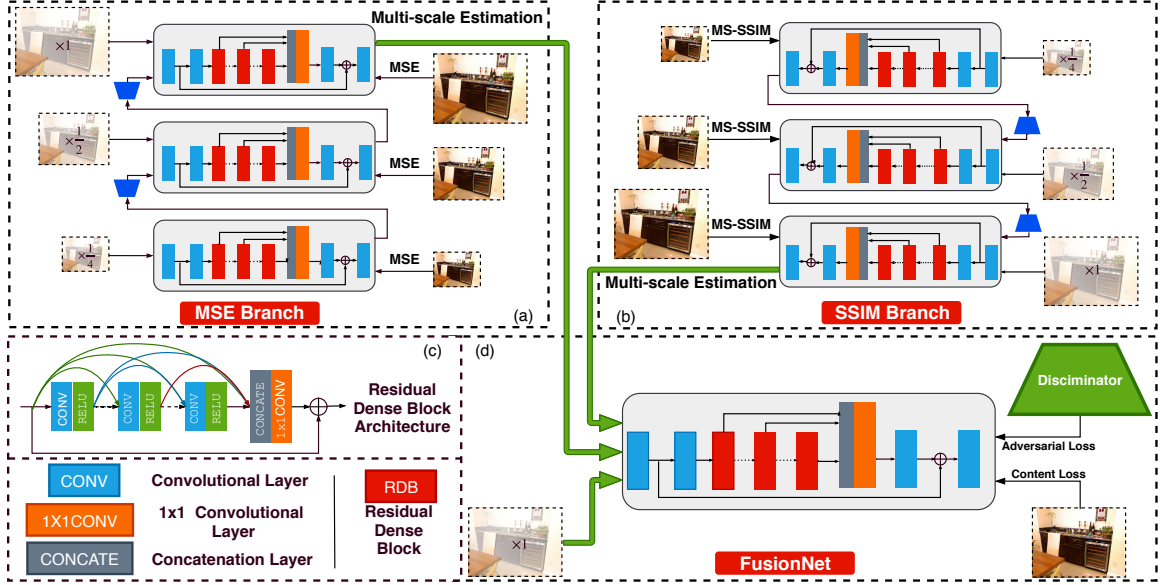 Multi-scale Estimation
×1
MSE
×1/2
MSE
×1/4
MSE
MSE Branch
(a)
MS-SSIM
×1/4
MS-SSIM
×1/2
MS-SSIM
×1
Multi-scale Estimation
(b)
SSIM Branch
(c)
CONV
RELU
CONV
RELU
CONV
RELU
CONCATE
1x1CONV
Residual
Dense Block
Architecture
CONV
Convolutional Layer
1X1CONV
1x1 Convolutional
Layer
CONCATE
Concatenation Layer
RDB
Residual
Dense
Block
(d)
Disciminator
Adversarial Loss
Content Loss
×1
FusionNet